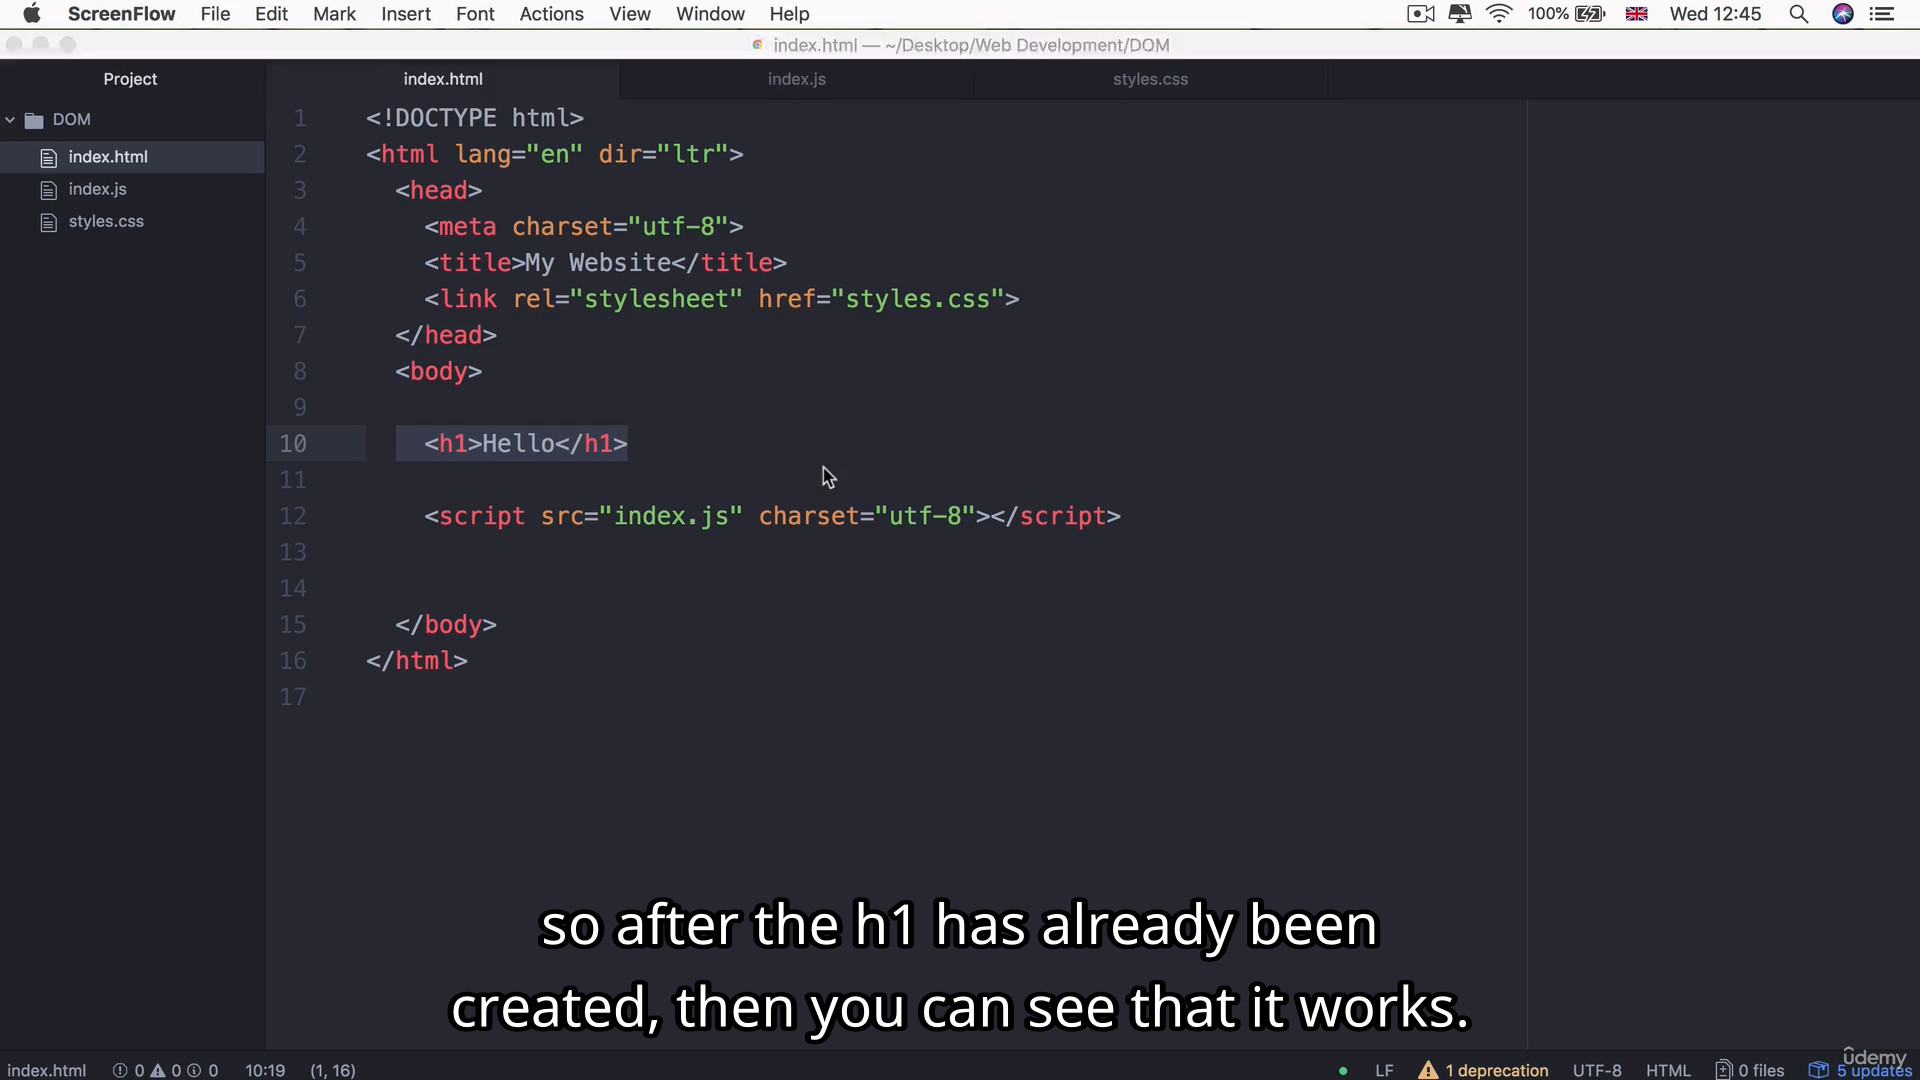 ScreenFlow File Edit Mark Insert Font Actions View Window Help 100% Wed 12:45
index.html — ~/Desktop/Web Development/DOM
Project index.html index.js styles.css
DOM
index.html
index.js
styles.css
1 <!DOCTYPE html>
2 <html lang="en" dir="ltr">
3 <head>
4 <meta charset="utf-8">
5 <title>My Website</title>
6 <link rel="stylesheet" href="styles.css">
7 </head>
8 <body>
9
10 <h1>Hello</h1>
11
12 <script src="index.js" charset="utf-8"></script>
13
14
15 </body>
16 </html>
17
so after the h1 has already been
created, then you can see that it works.
index.html 0 0 0 10:19 (1, 16) LF 1 deprecation UTF-8 HTML 0 files 5 updates
ûdemy